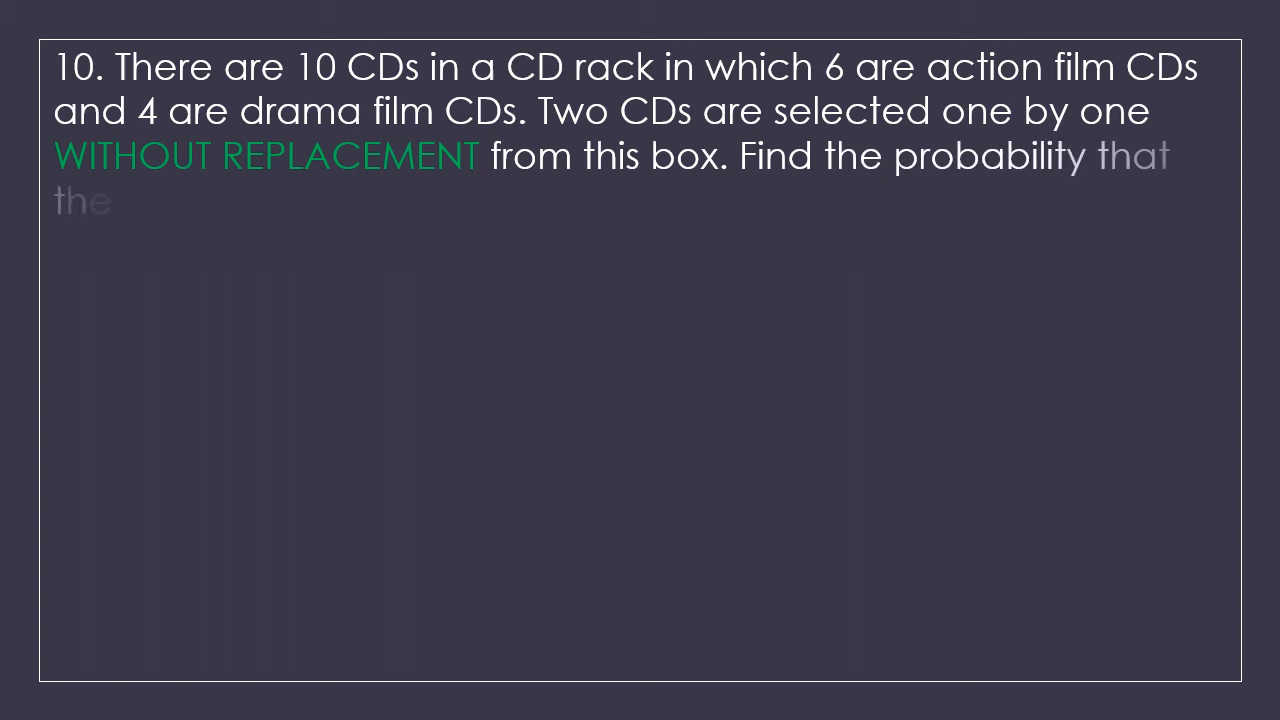 10. There are 10 CDs in a CD rack in which 6 are action film CDs
and 4 are drama film CDs. Two CDs are selected one by one
WITHOUT REPLACEMENT from this box. Find the probability that
the